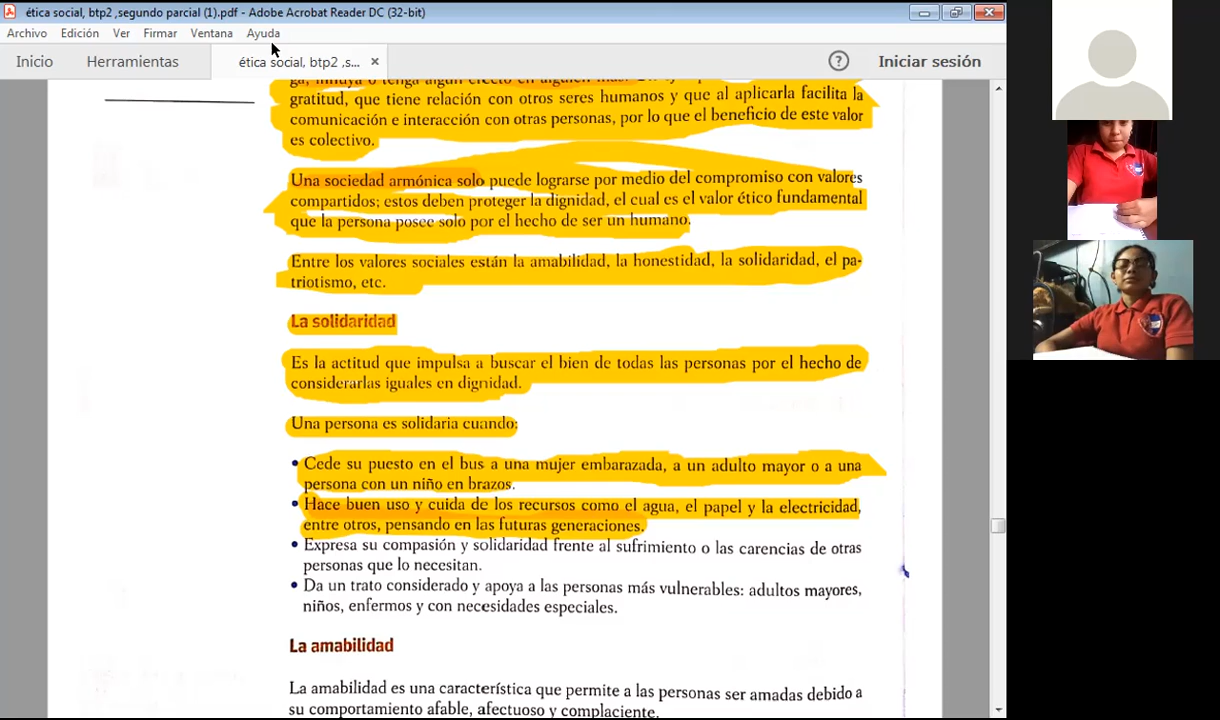 ética social, btp2 ,segundo parcial (1).pdf - Adobe Acrobat Reader DC (32-bit)
Archivo Edición Ver Firmar Ventana Ayuda
Inicio Herramientas ética social, btp2 ,s... × ? Iniciar sesión
ga, influya o tenga algún efecto en alguien más.
gratitud, que tiene relación con otros seres humanos y que al aplicarla facilita la
comunicación e interacción con otras personas, por lo que el beneficio de este valor
es colectivo.
Una sociedad armónica solo puede lograrse por medio del compromiso con valores
compartidos; estos deben proteger la dignidad, el cual es el valor ético fundamental
que la persona posee solo por el hecho de ser un humano.
Entre los valores sociales están la amabilidad, la honestidad, la solidaridad, el pa-
triotismo, etc.
La solidaridad
Es la actitud que impulsa a buscar el bien de todas las personas por el hecho de
considerarlas iguales en dignidad.
Una persona es solidaria cuando:
• Cede su puesto en el bus a una mujer embarazada, a un adulto mayor o a una
persona con un niño en brazos.
• Hace buen uso y cuida de los recursos como el agua, el papel y la electricidad,
entre otros, pensando en las futuras generaciones.
• Expresa su compasión y solidaridad frente al sufrimiento o las carencias de otras
personas que lo necesitan.
• Da un trato considerado y apoya a las personas más vulnerables: adultos mayores,
niños, enfermos y con necesidades especiales.
La amabilidad
La amabilidad es una característica que permite a las personas ser amadas debido a
su comportamiento afable, afectuoso y complaciente.